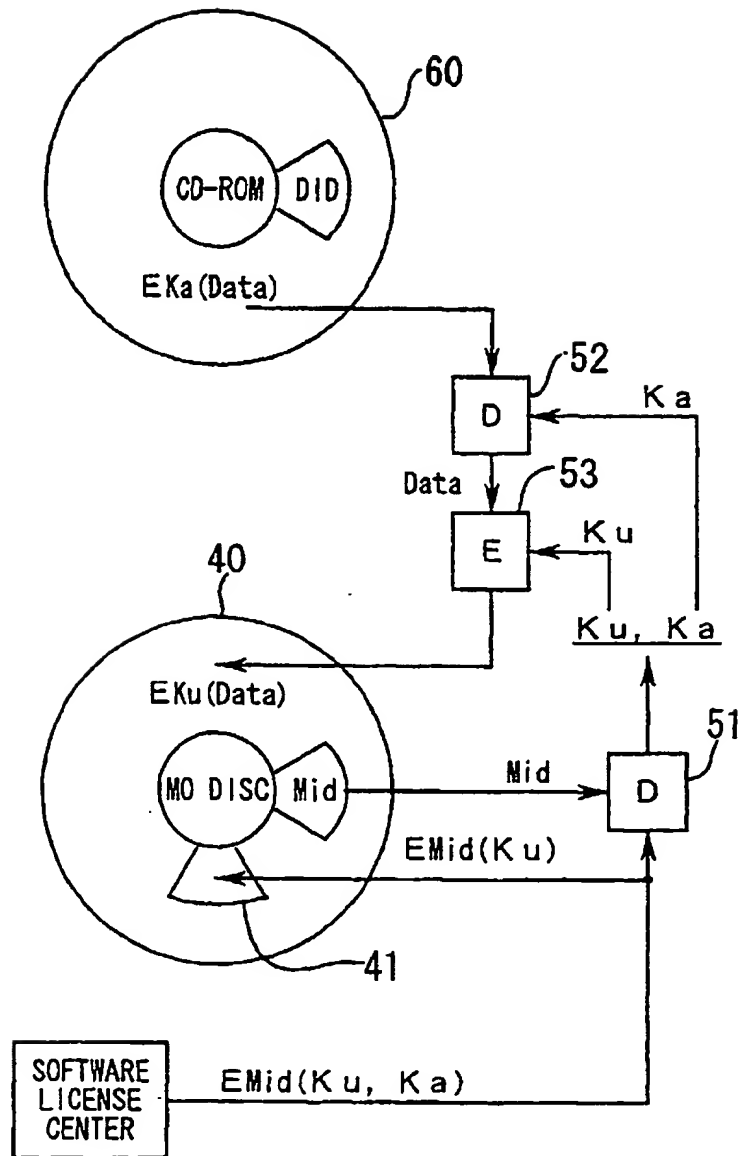 60
CD-ROM
DID
EKa(Data)
52
Ka
D
Data
53
Ku
E
40
Ku, Ka
EKu(Data)
51
MO DISC
Mid
Mid
D
EMid(Ku)
41
SOFTWARE
LICENSE
CENTER
EMid(Ku, Ka)